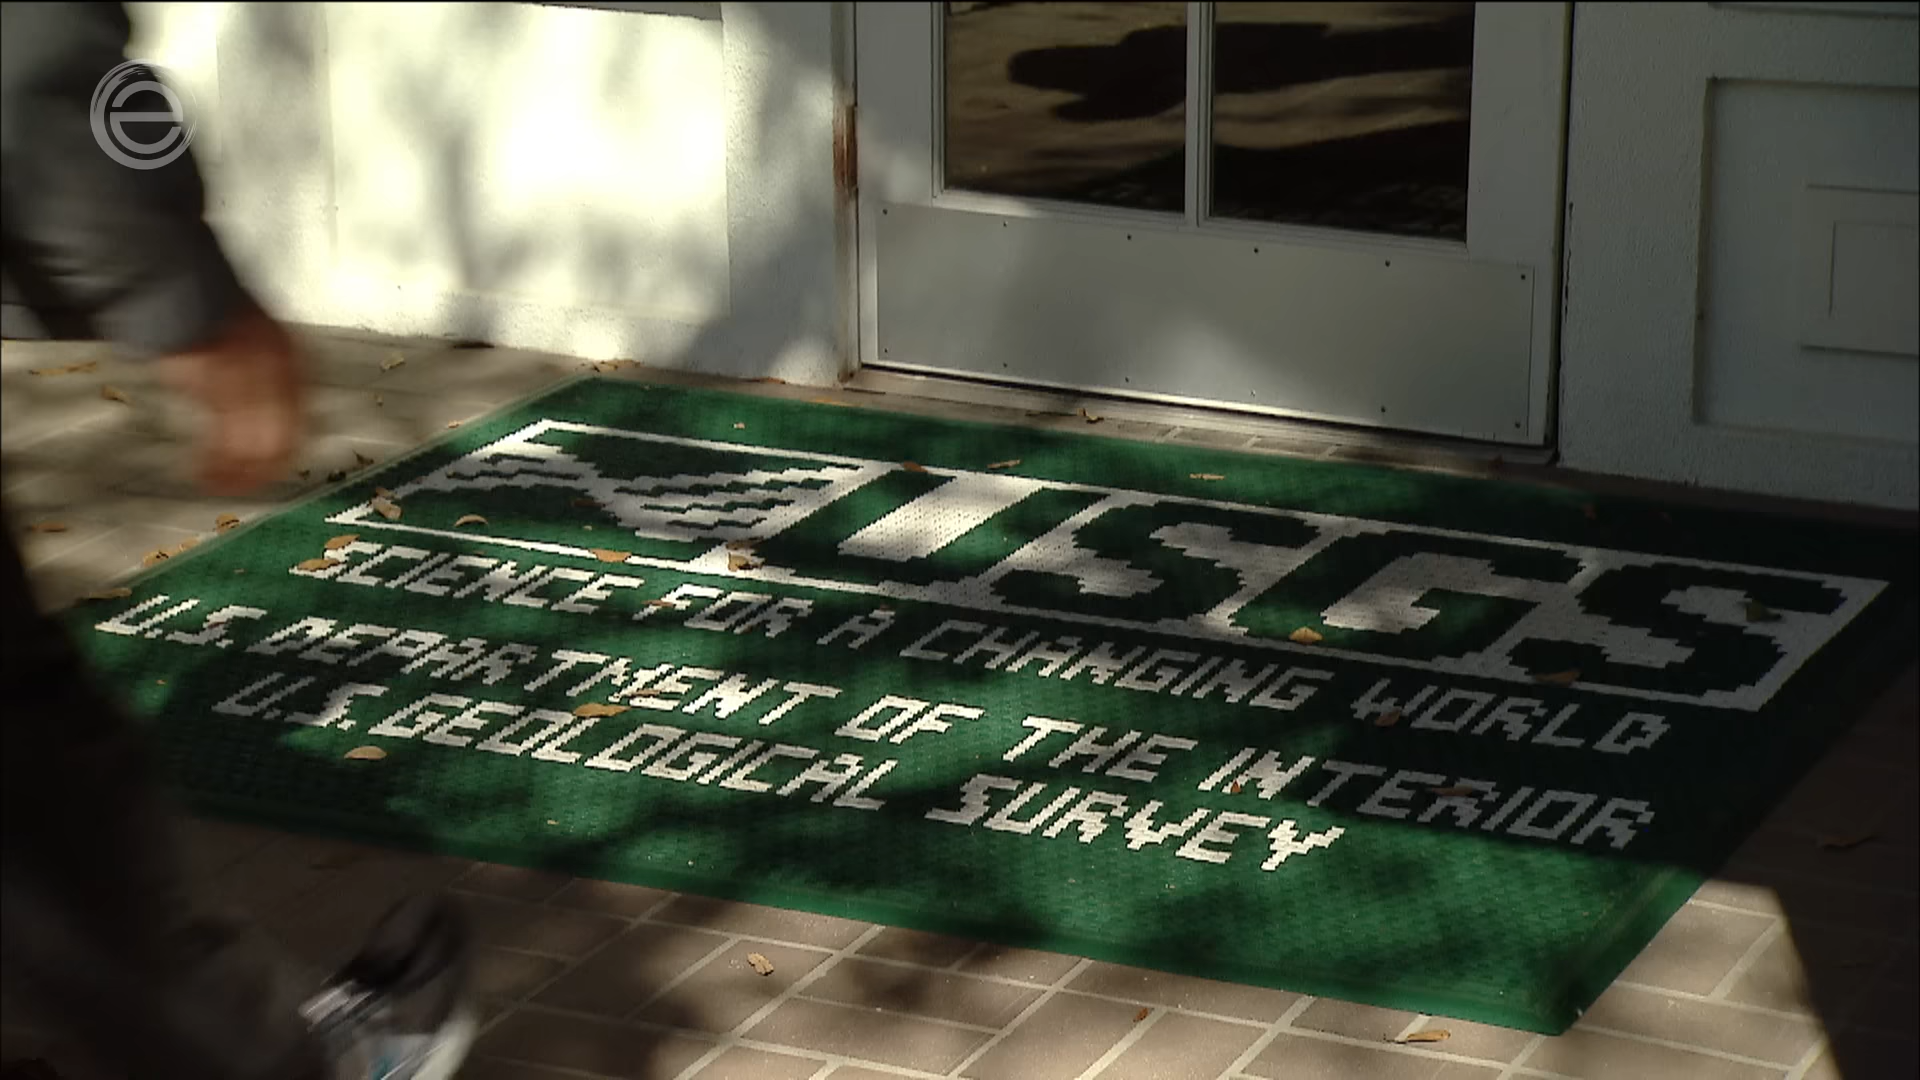 e
USGS
SCIENCE FOR A CHANGING WORLD
U.S. DEPARTMENT OF THE INTERIOR
U.S. GEOLOGICAL SURVEY